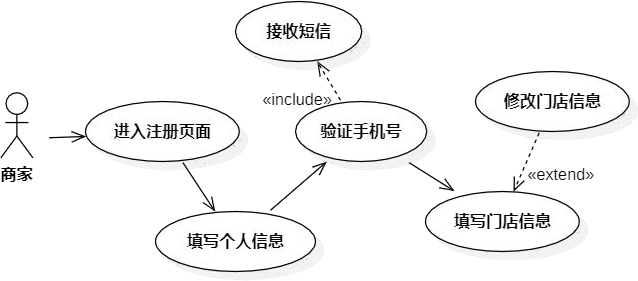 接收短信
«include»
修改门店信息
商家
进入注册页面
验证手机号
«extend»
填写个人信息
填写门店信息